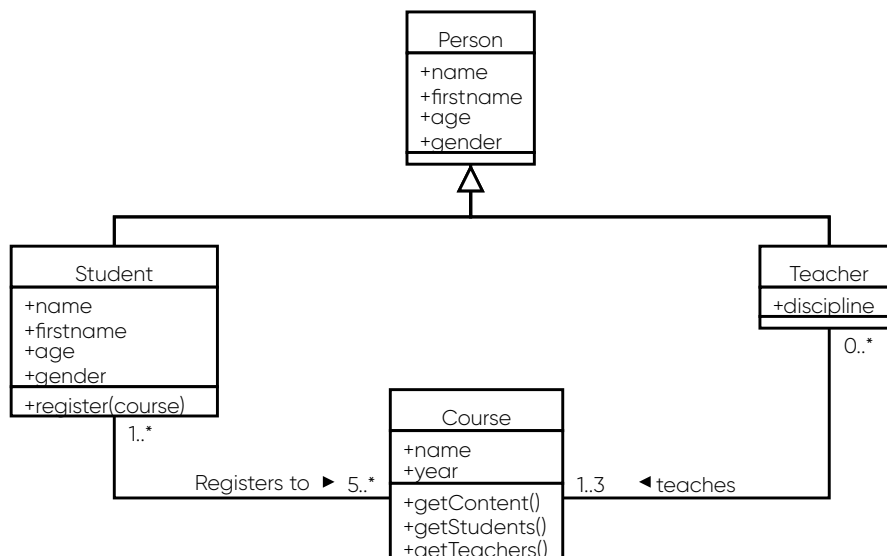 Person
+name
+firstname
+age
+gender
Student
+name
+firstname
+age
+gender
+register(course)
1..*
Teacher
+discipline
0..*
Course
+name
+year
+getContent()
+getStudents()
+getTeachers()
Registers to ► 5..*
1..3 ◄ teaches